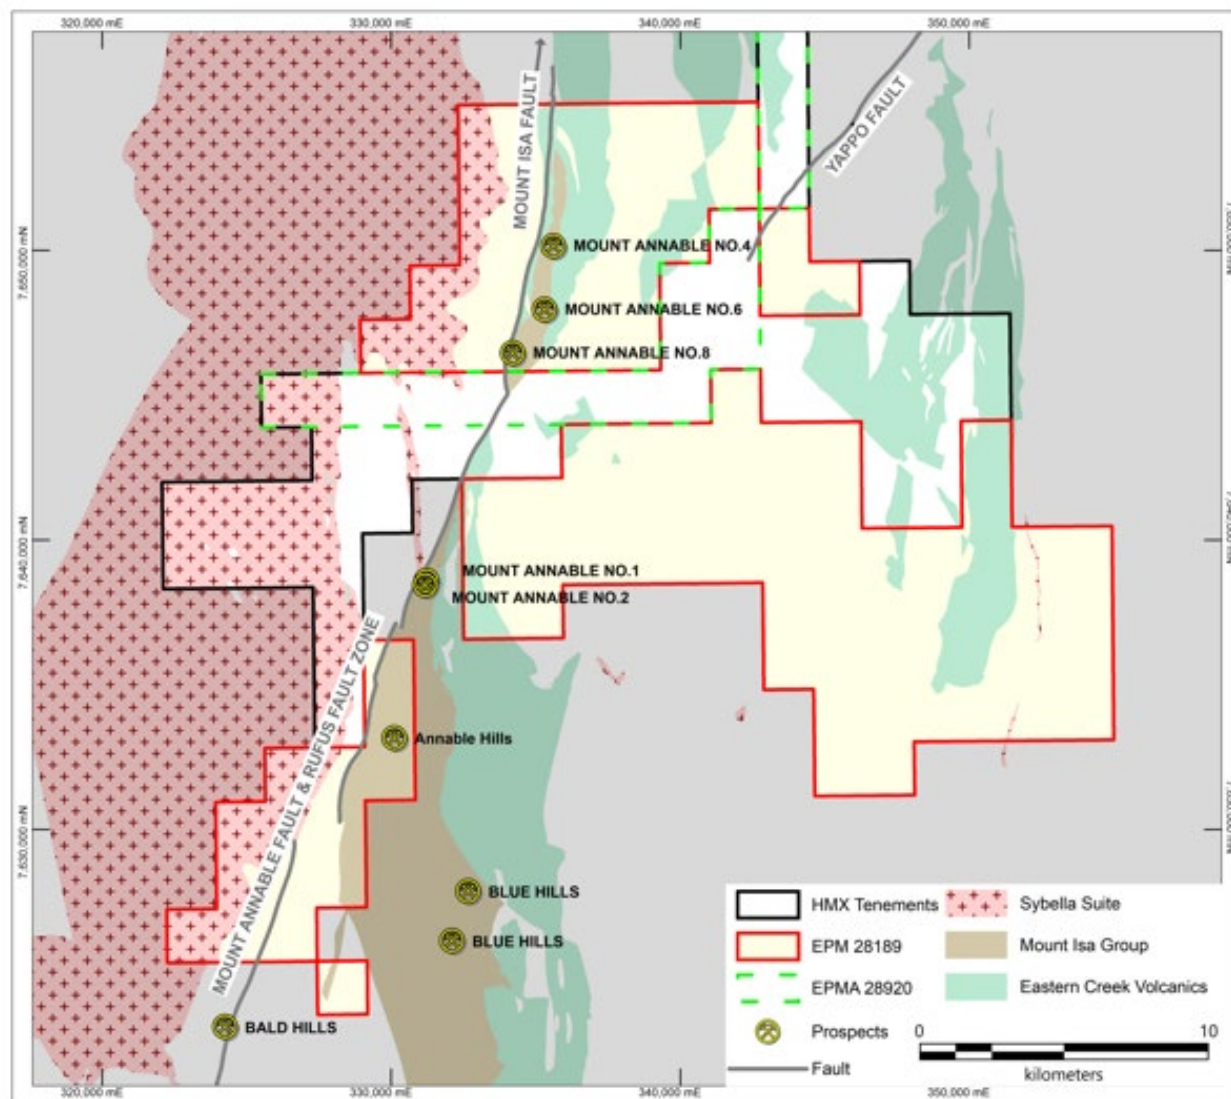 320,000 mE
330,000 mE
340,000 mE
350,000 mE
MOUNT ISA FAULT
YAPPO FAULT
7,650,000 mN
MOUNT ANNABLE NO.4
MOUNT ANNABLE NO.6
MOUNT ANNABLE NO.8
7,640,000 mN
MOUNT ANNABLE NO.1
MOUNT ANNABLE NO.2
MOUNT ANNABLE FAULT & RUFUS FAULT ZONE
Annable Hills
7,630,000 mN
BLUE HILLS
BLUE HILLS
BALD HILLS
HMX Tenements
EPM 28189
EPMA 28920
Prospects
Fault
Sybella Suite
Mount Isa Group
Eastern Creek Volcanics
0
10
kilometers
320,000 mE
330,000 mE
340,000 mE
350,000 mE